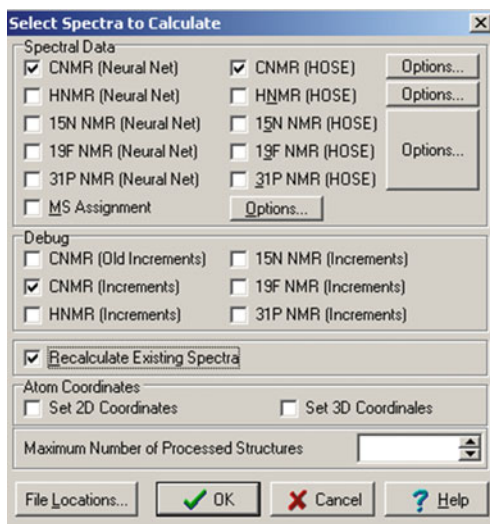 Select Spectra to Calculate
Spectral Data
CNMR (Neural Net) CNMR (HOSE) Options...
HNMR (Neural Net) HNMR (HOSE) Options...
15N NMR (Neural Net) 15N NMR (HOSE)
19F NMR (Neural Net) 19F NMR (HOSE) Options...
31P NMR (Neural Net) 31P NMR (HOSE)
MS Assignment Options...
Debug
CNMR (Old Increments) 15N NMR (Increments)
CNMR (Increments) 19F NMR (Increments)
HNMR (Increments) 31P NMR (Increments)
Recalculate Existing Spectra
Atom Coordinates
Set 2D Coordinates Set 3D Coordinales
Maximum Number of Processed Structures
File Locations... OK Cancel Help